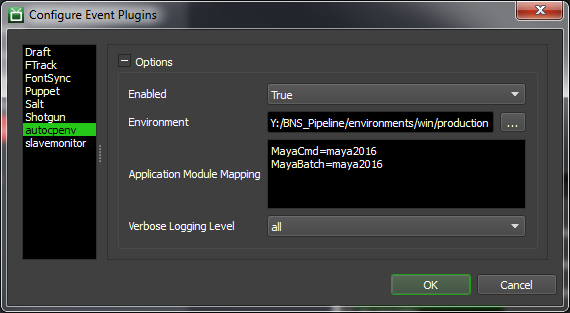 Configure Event Plugins
Draft
FTrack
FontSync
Puppet
Salt
Shotgun
autocpenv
slavemonitor
Options
Enabled
True
Environment
Y:/BNS_Pipeline/environments/win/production
...
Application Module Mapping
MayaCmd=maya2016
MayaBatch=maya2016
Verbose Logging Level
all
OK
Cancel